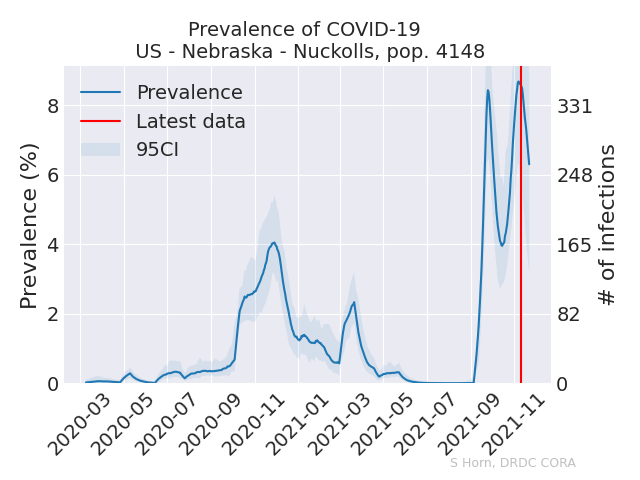 Prevalence of COVID-19
US - Nebraska - Nuckolls, pop. 4148
Prevalence
Latest data
95CI
Prevalence (%)
8
6
4
2
0
331
248
165
82
0
# of infections
2020-03
2020-05
2020-07
2020-09
2020-11
2021-01
2021-03
2021-05
2021-07
2021-09
2021-11
S Horn, DRDC CORA